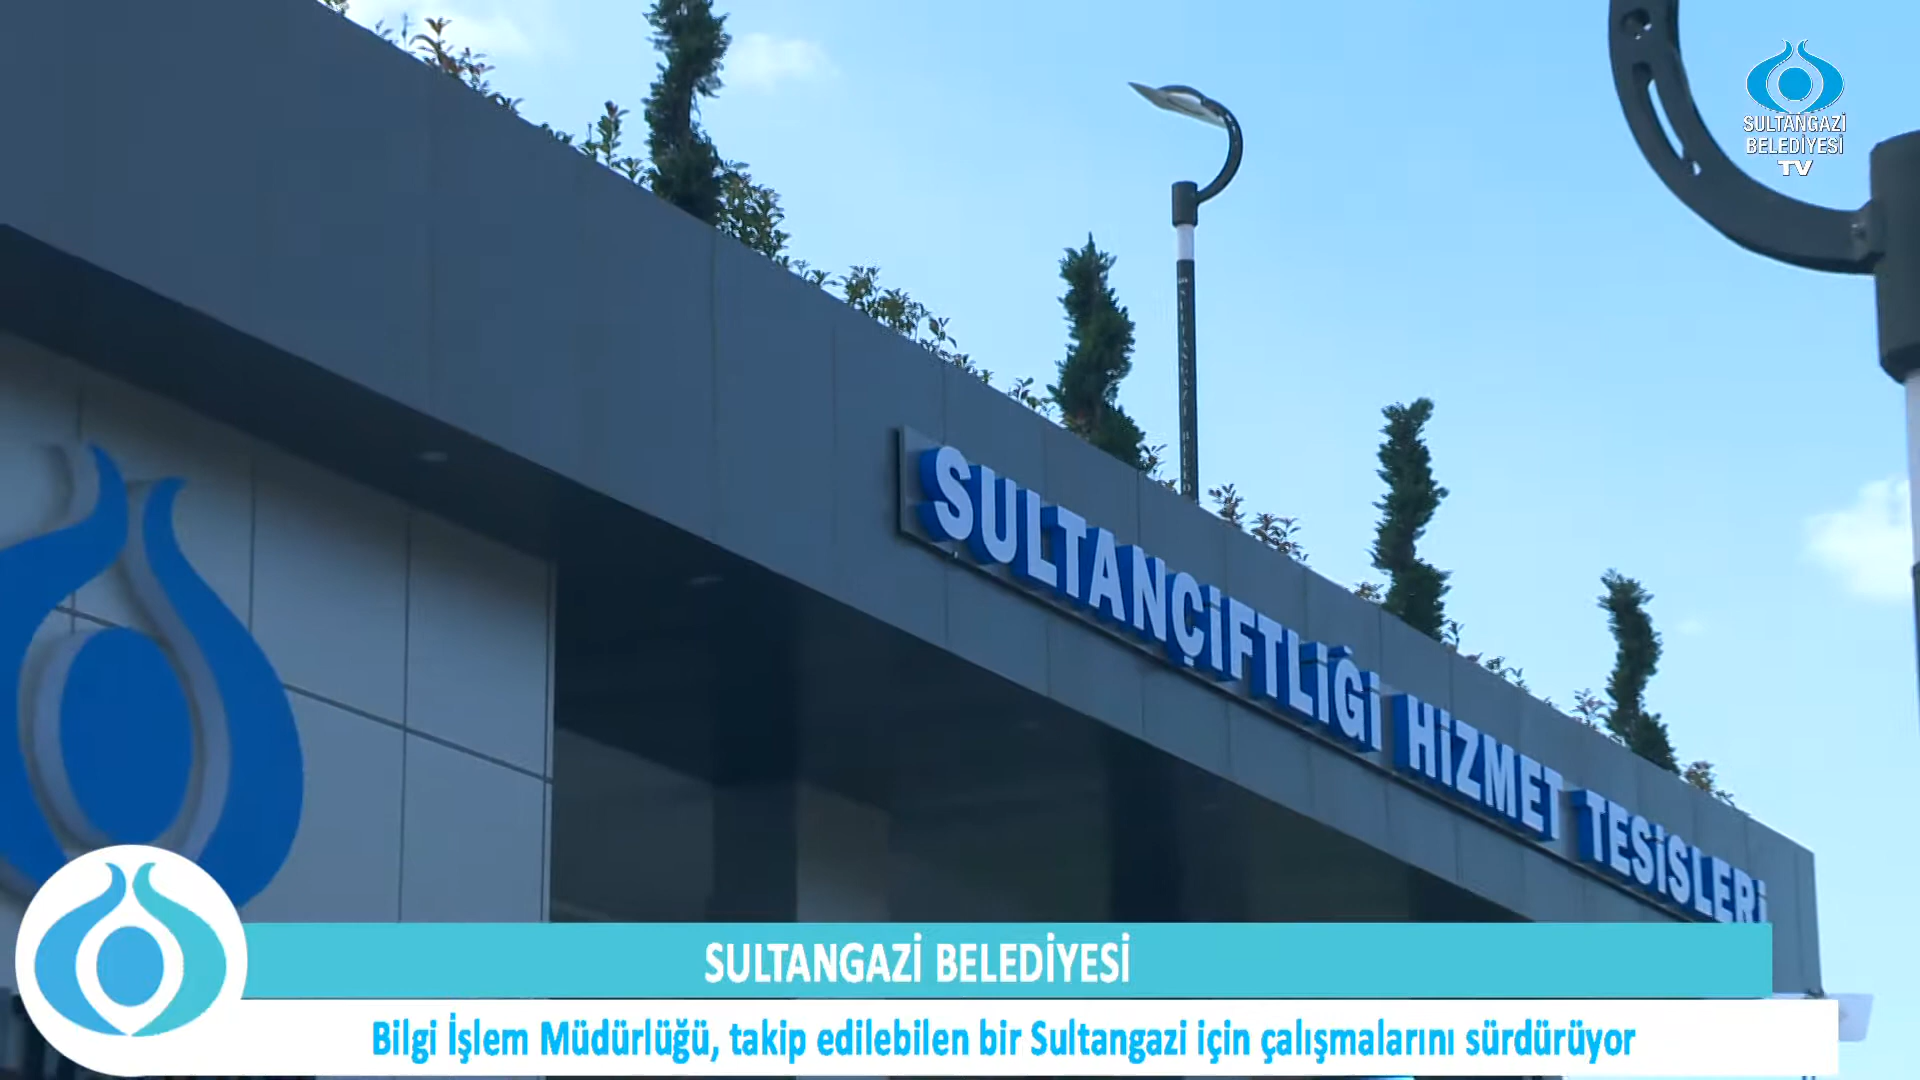 SULTANGAZİ
BELEDİYESİ
TV
SULTANÇİFTLİĞİ HİZMET TESİSLERİ
SULTANGAZİ BELEDİYESİ
Bilgi İşlem Müdürlüğü, takip edilebilen bir Sultangazi için çalışmalarını sürdürüyor